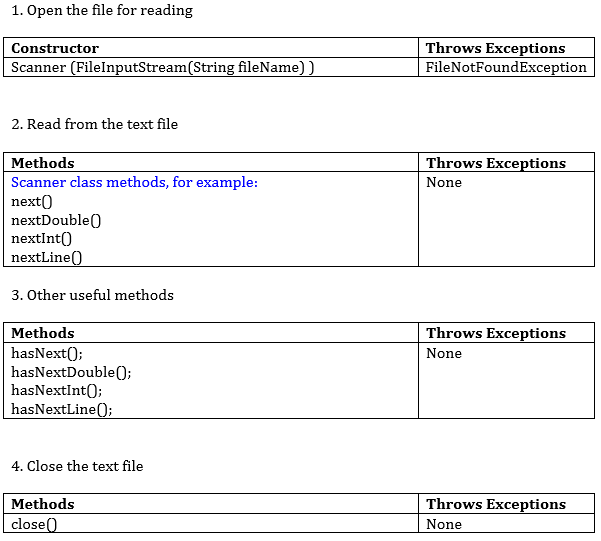 1. Open the file for reading
Constructor Throws Exceptions
Scanner (FileInputStream(String fileName) ) FileNotFoundException
2. Read from the text file
Methods Throws Exceptions
Scanner class methods, for example: None
next()
nextDouble()
nextInt()
nextLine()
3. Other useful methods
Methods Throws Exceptions
hasNext(); None
hasNextDouble();
hasNextInt();
hasNextLine();
4. Close the text file
Methods Throws Exceptions
close() None